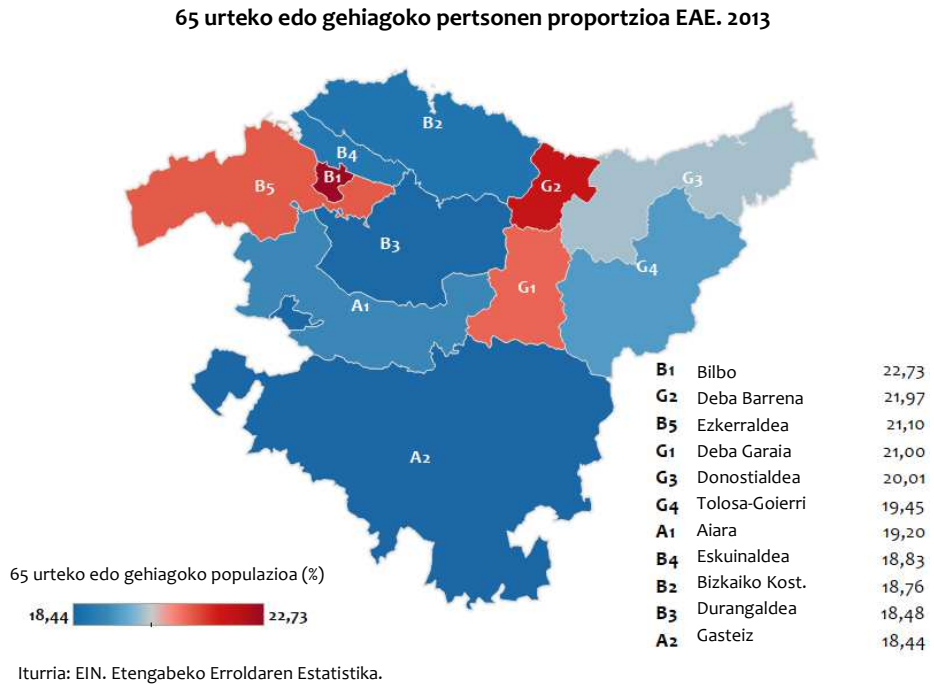 65 urteko edo gehiagoko pertsonen proportzioa EAE. 2013
B2
B4
B1
B5
G2
G3
B3
G4
G1
A1
A2
B1 Bilbo 22,73
G2 Deba Barrena 21,97
B5 Ezkerraldea 21,10
G1 Deba Garaia 21,00
G3 Donostialdea 20,01
G4 Tolosa-Goierri 19,45
A1 Aiara 19,20
B4 Eskuinaldea 18,83
B2 Bizkaiko Kost. 18,76
B3 Durangaldea 18,48
A2 Gasteiz 18,44
65 urteko edo gehiagoko populazioa (%)
18,44 22,73
Iturria: EIN. Etengabeko Erroldaren Estatistika.